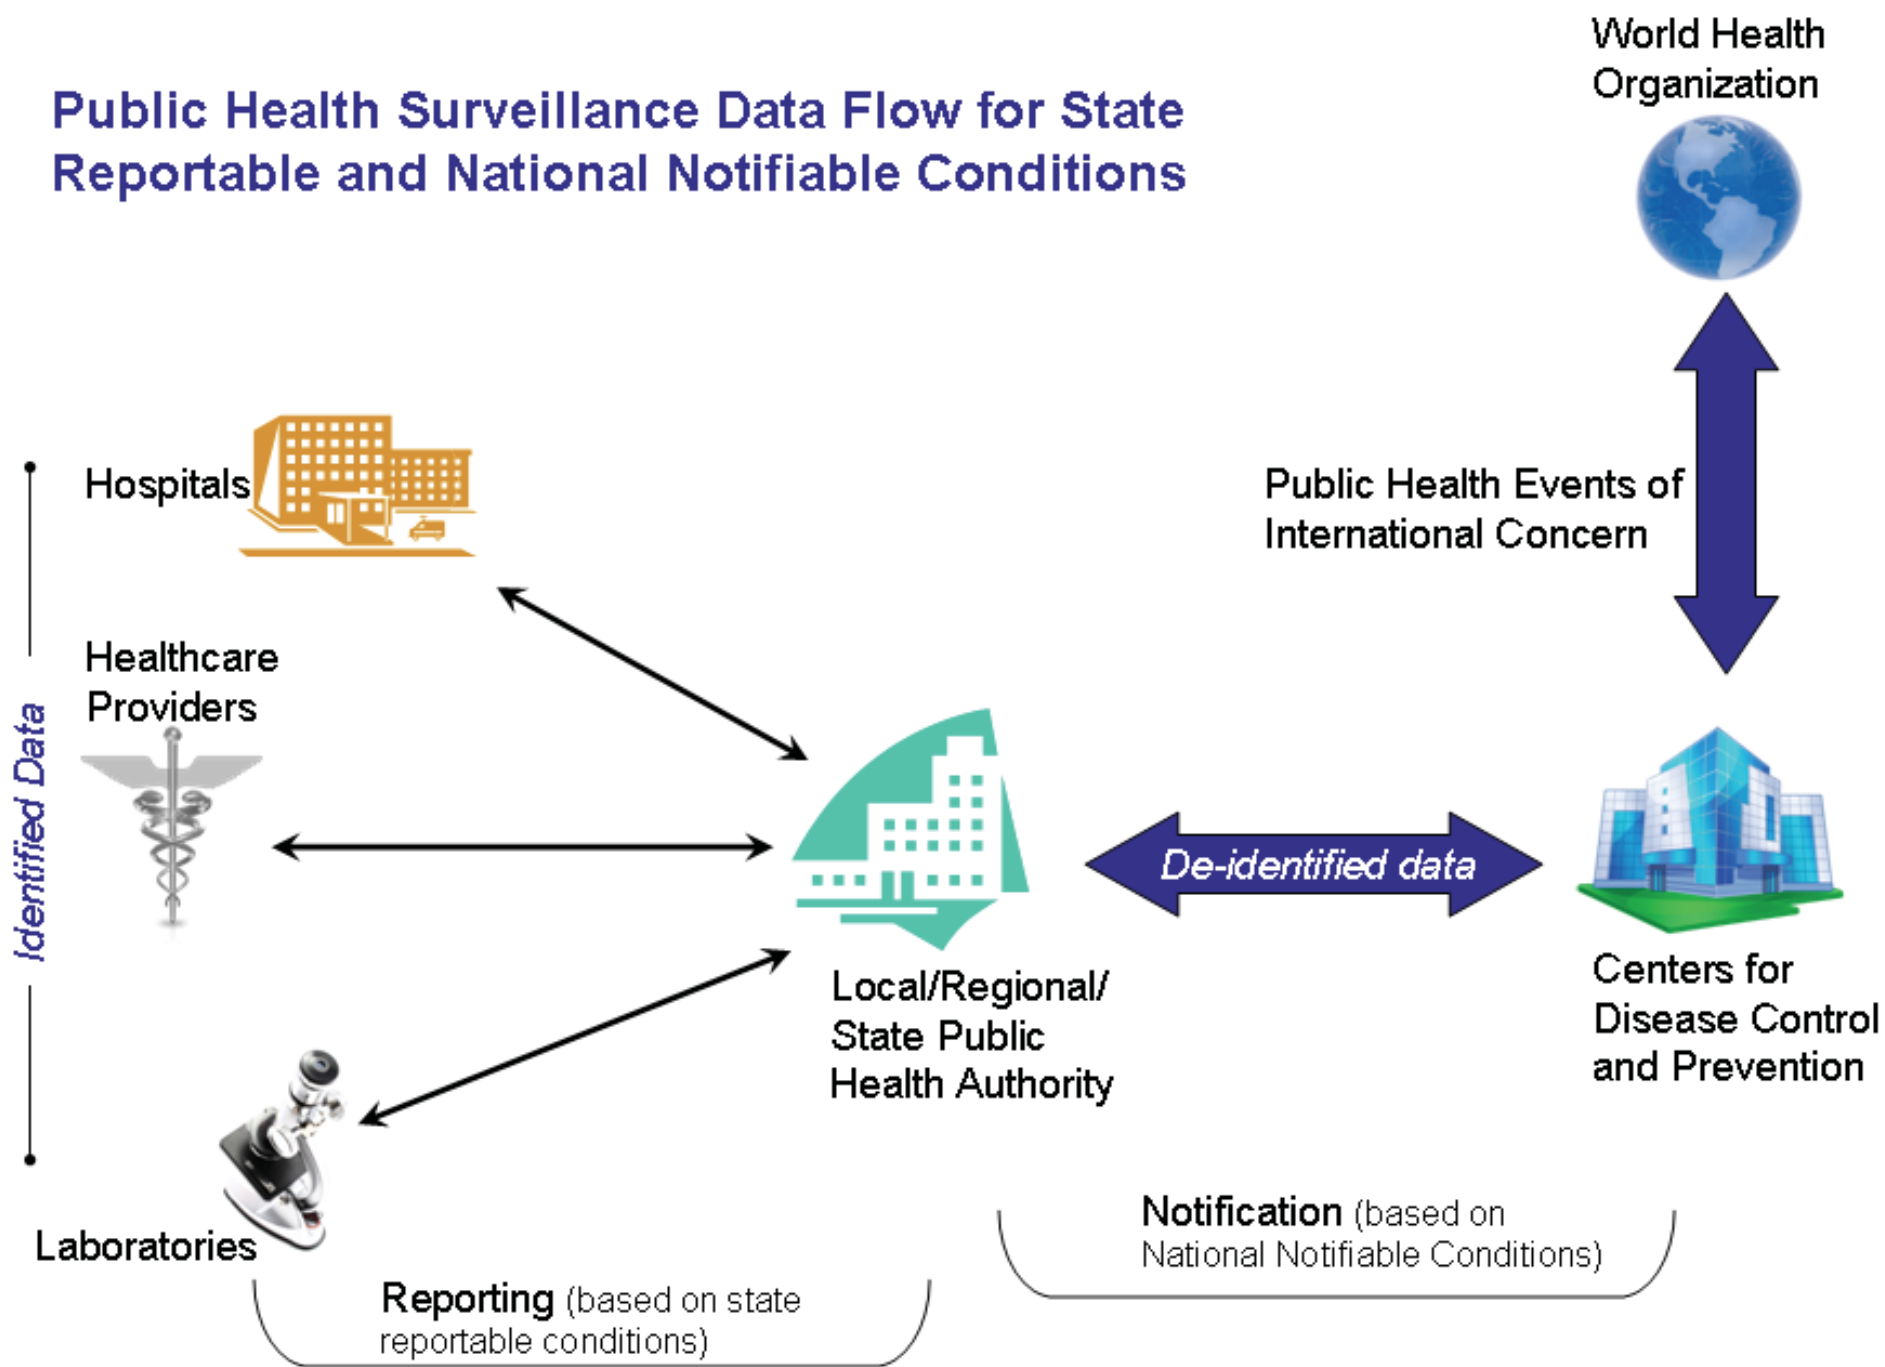 World Health
Organization
Public Health Surveillance Data Flow for State
Reportable and National Notifiable Conditions
Hospitals
Public Health Events of
International Concern
Healthcare
Providers
Identified Data
De-identified data
Local/Regional/
State Public
Health Authority
Centers for
Disease Control
and Prevention
Laboratories
Notification (based on
National Notifiable Conditions)
Reporting (based on state
reportable conditions)